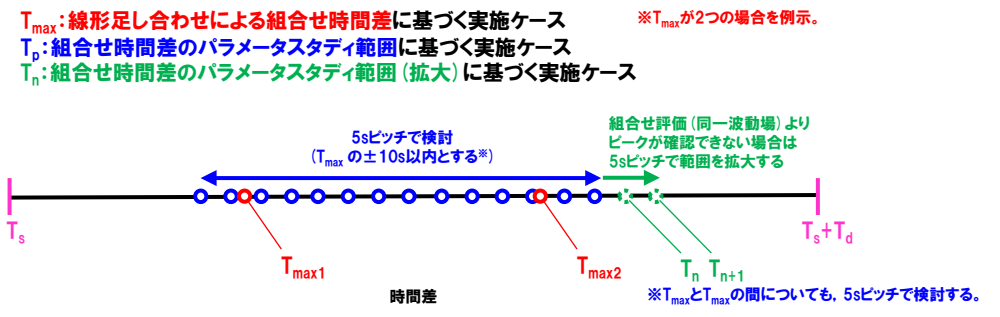 Tmax：線形足し合わせによる組合せ時間差に基づく実施ケース
※Tmaxが2つの場合を例示。
Tp：組合せ時間差のパラメータスタディ範囲に基づく実施ケース
Tn：組合せ時間差のパラメータスタディ範囲（拡大）に基づく実施ケース
5sピッチで検討
（Tmax の±10s以内とする※）
組合せ評価（同一波動場）より
ピークが確認できない場合は
5sピッチで範囲を拡大する
Ts
Ts+Td
Tmax1
Tmax2
Tn
Tn+1
時間差
※TmaxとTmaxの間についても，5sピッチで検討する。